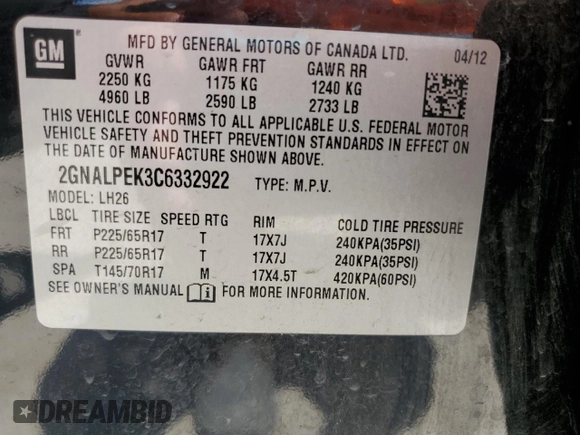 GM
MFD BY GENERAL MOTORS OF CANADA LTD. 04/12
GVWR GAWR FRT GAWR RR
2250 KG 1175 KG 1240 KG
4960 LB 2590 LB 2733 LB
THIS VEHICLE CONFORMS TO ALL APPLICABLE U.S. FEDERAL MOTOR
VEHICLE SAFETY AND THEFT PREVENTION STANDARDS IN EFFECT ON
THE DATE OF MANUFACTURE SHOWN ABOVE.
2GNALPEK3C6332922 TYPE: M.P.V.
MODEL: LH26
LBCL TIRE SIZE SPEED RTG RIM COLD TIRE PRESSURE
FRT P225/65R17 T 17X7J 240KPA(35PSI)
RR P225/65R17 T 17X7J 240KPA(35PSI)
SPA T145/70R17 M 17X4.5T 420KPA(60PSI)
SEE OWNER'S MANUAL FOR MORE INFORMATION.
DREAMBID